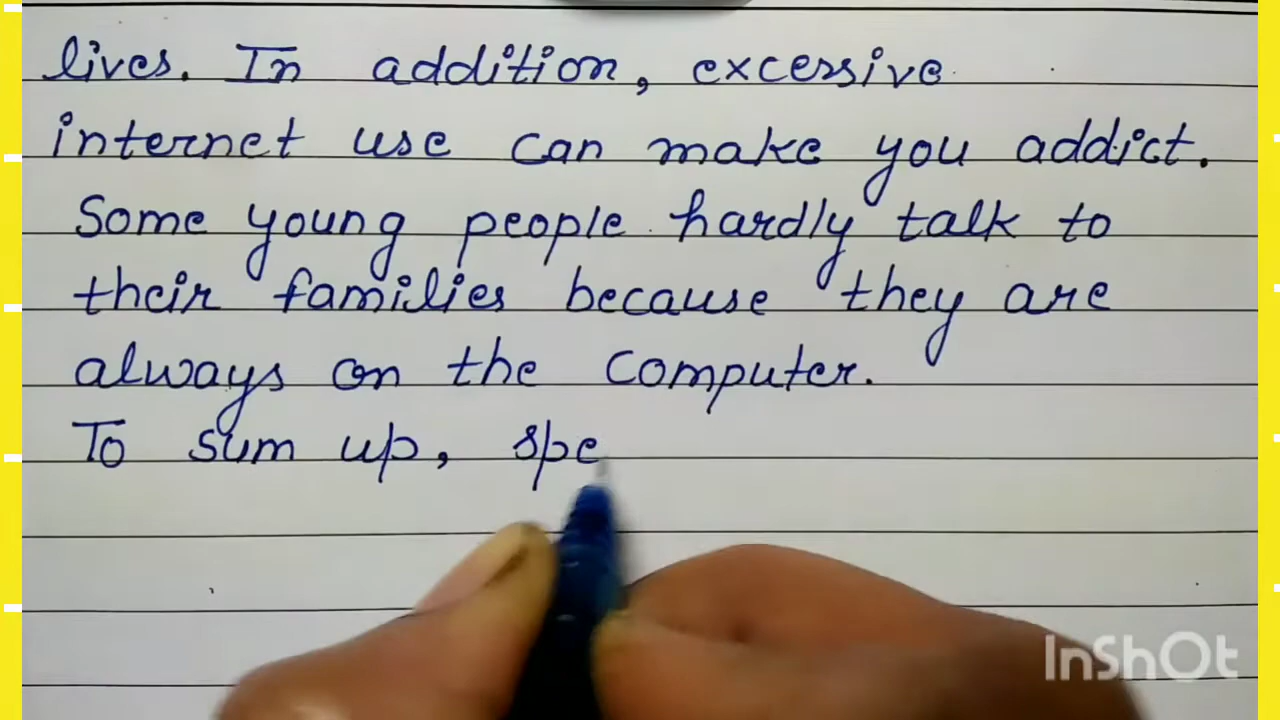 lives. In addition, excessive
internet use can make you addict.
Some young people hardly talk to
their families because they are
always on the computer.
To sum up, spe
InShOt